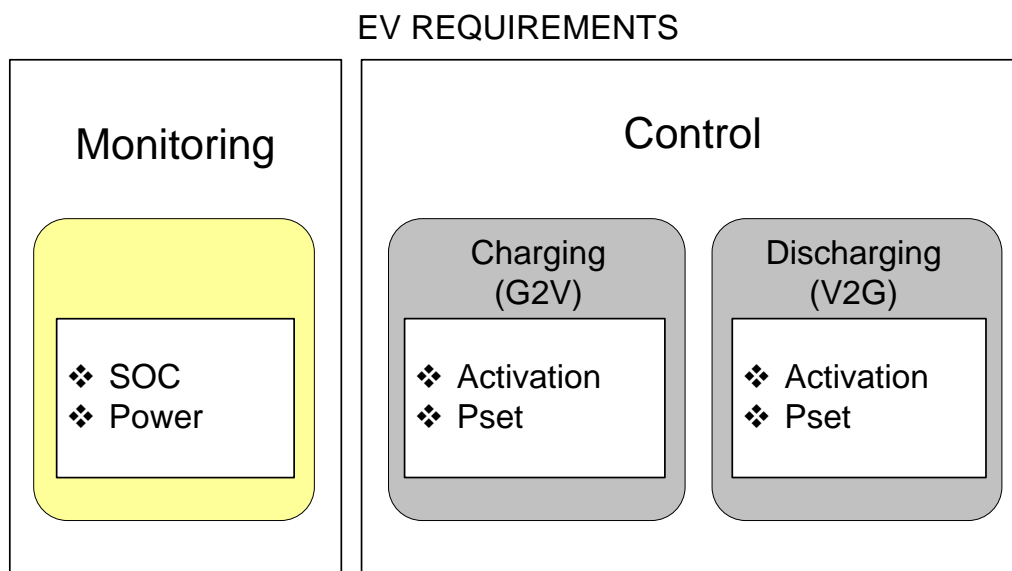 EV REQUIREMENTS
Monitoring
❖ SOC
❖ Power
Control
Charging
(G2V)
❖ Activation
❖ Pset
Discharging
(V2G)
❖ Activation
❖ Pset